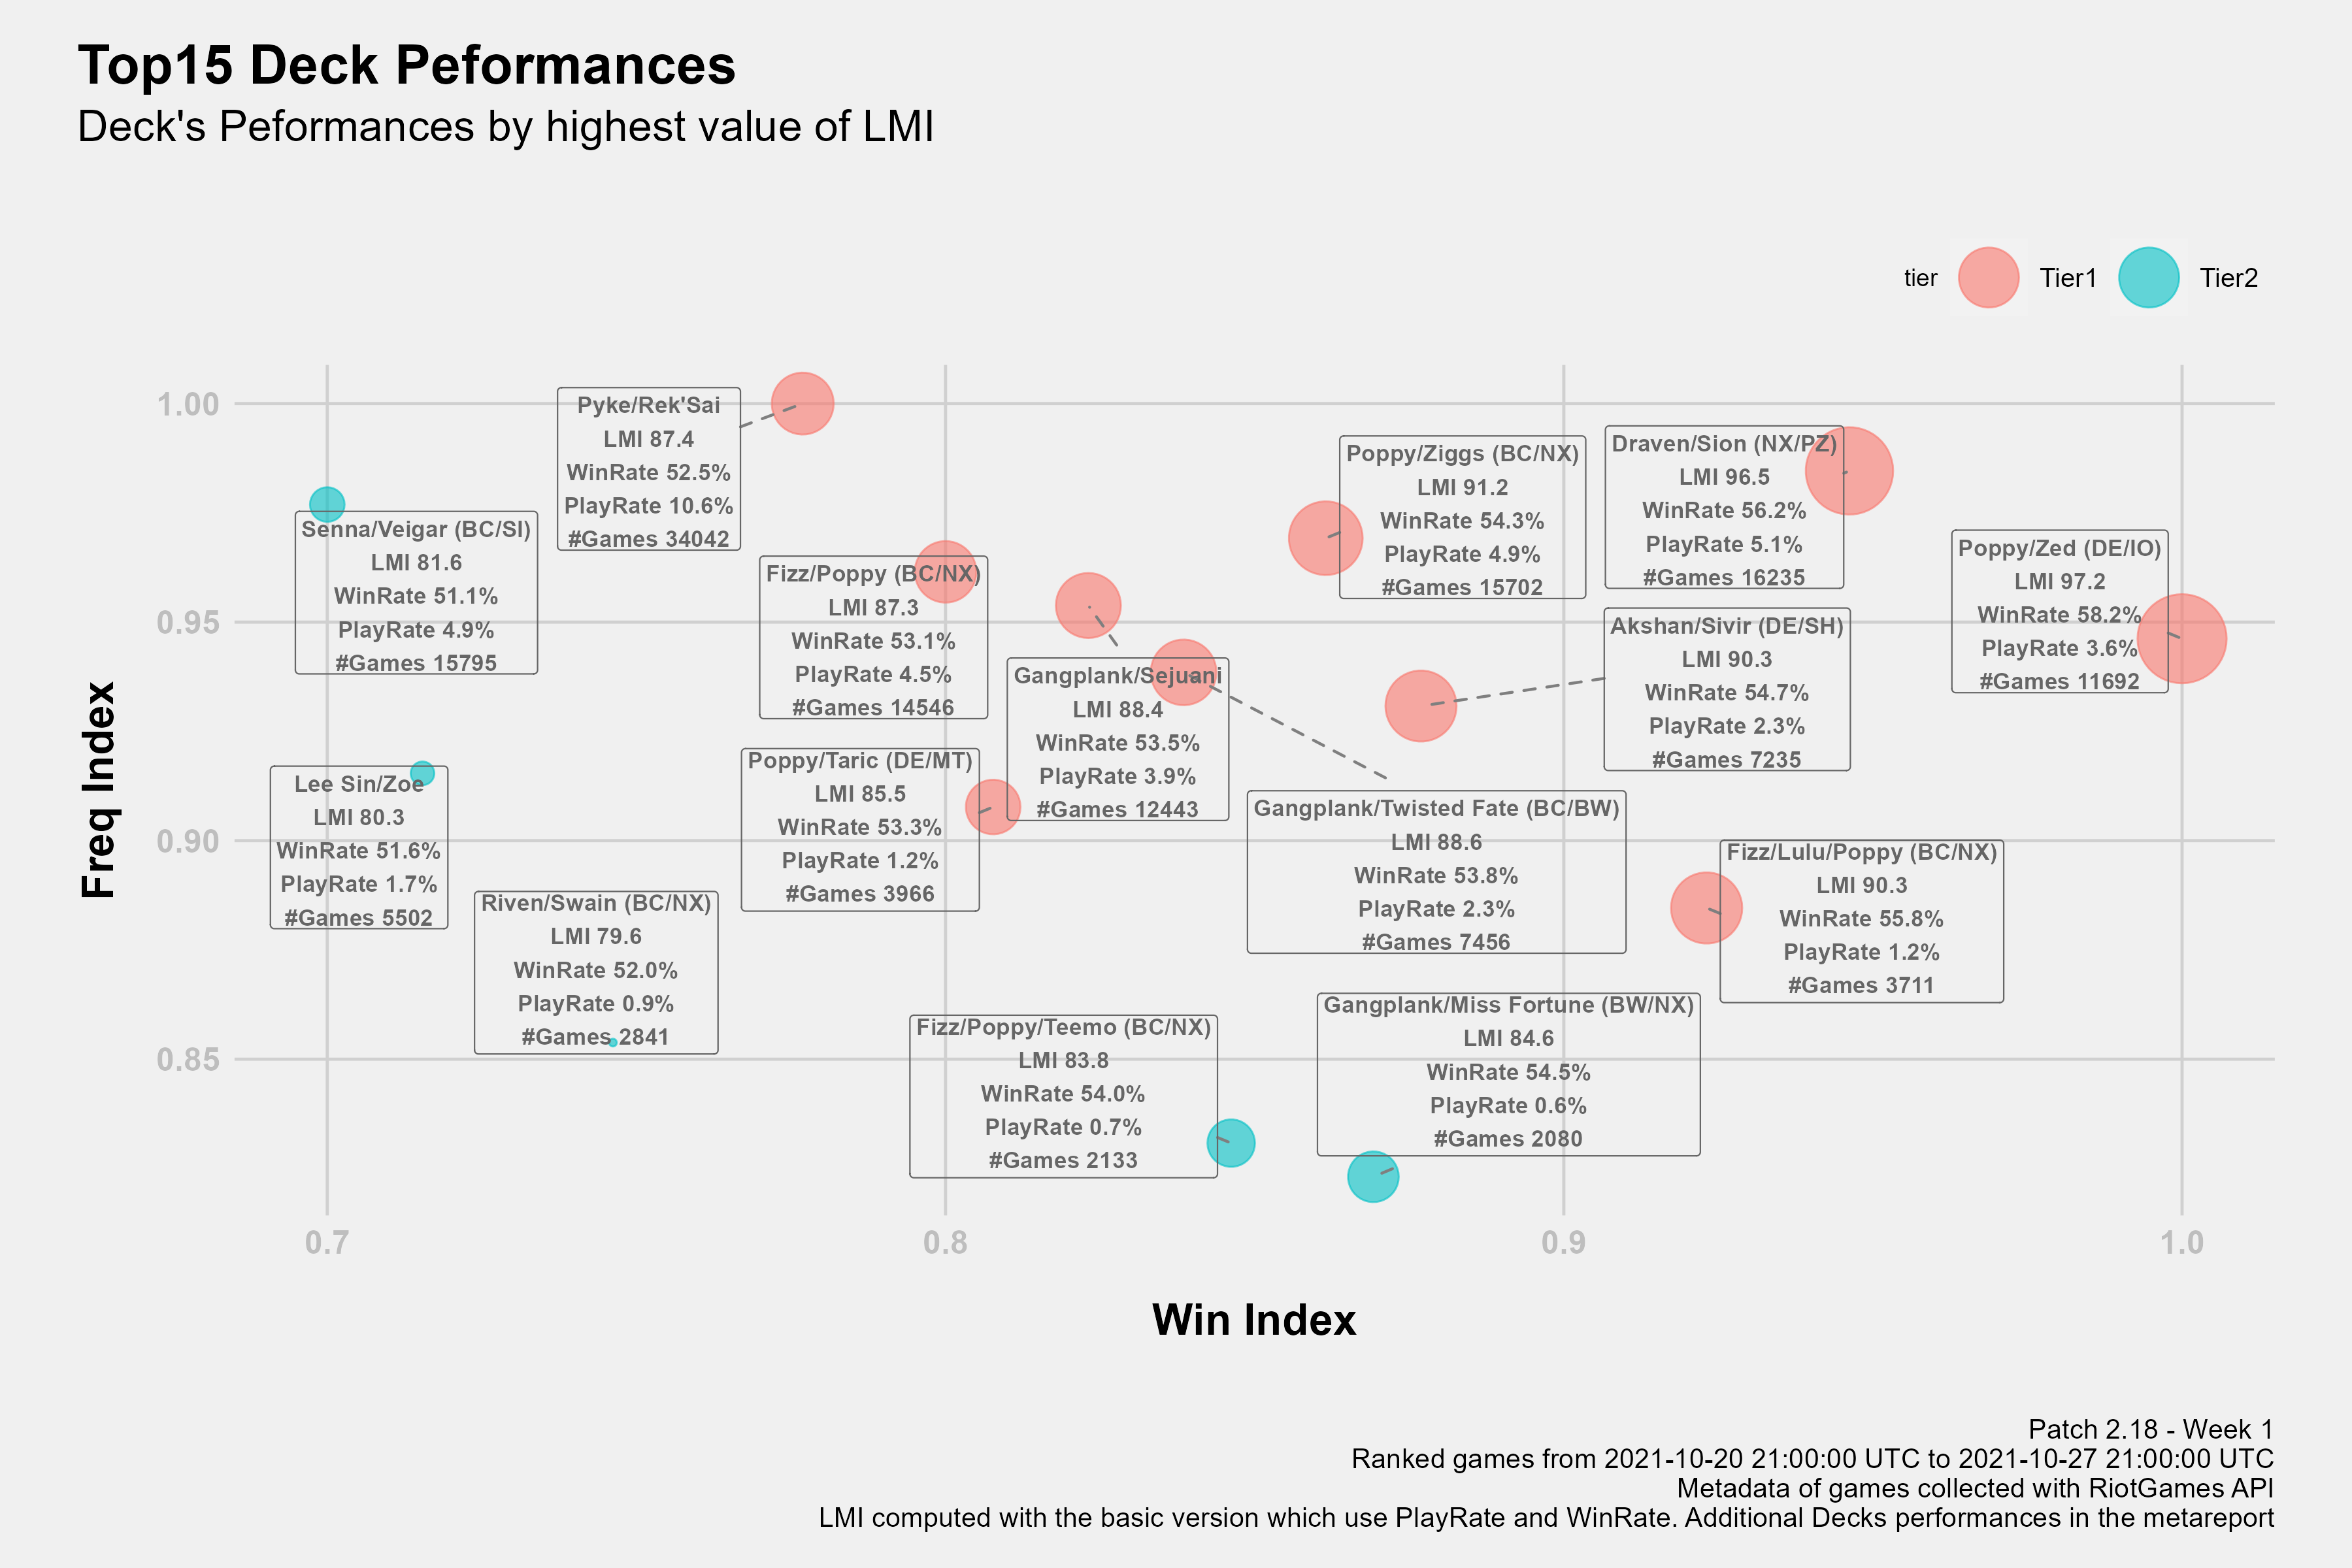 Top15 Deck Peformances
Deck's Peformances by highest value of LMI
tier
Tier1
Tier2
Freq Index
1.00
0.95
0.90
0.85
Pyke/Rek'Sai
LMI 87.4
WinRate 52.5%
PlayRate 10.6%
#Games 34042
Senna/Veigar (BC/SI)
LMI 81.6
WinRate 51.1%
PlayRate 4.9%
#Games 15795
Fizz/Poppy (BC/NX)
LMI 87.3
WinRate 53.1%
PlayRate 4.5%
#Games 14546
Poppy/Ziggs (BC/NX)
LMI 91.2
WinRate 54.3%
PlayRate 4.9%
#Games 15702
Draven/Sion (NX/PZ)
LMI 96.5
WinRate 56.2%
PlayRate 5.1%
#Games 16235
Poppy/Zed (DE/IO)
LMI 97.2
WinRate 58.2%
PlayRate 3.6%
#Games 11692
Akshan/Sivir (DE/SH)
LMI 90.3
WinRate 54.7%
PlayRate 2.3%
#Games 7235
Gangplank/Sejuani
LMI 88.4
WinRate 53.5%
PlayRate 3.9%
#Games 12443
Poppy/Taric (DE/MT)
LMI 85.5
WinRate 53.3%
PlayRate 1.2%
#Games 3966
Lee Sin/Zoe
LMI 80.3
WinRate 51.6%
PlayRate 1.7%
#Games 5502
Gangplank/Twisted Fate (BC/BW)
LMI 88.6
WinRate 53.8%
PlayRate 2.3%
#Games 7456
Fizz/Lulu/Poppy (BC/NX)
LMI 90.3
WinRate 55.8%
PlayRate 1.2%
#Games 3711
Riven/Swain (BC/NX)
LMI 79.6
WinRate 52.0%
PlayRate 0.9%
#Games 2841
Gangplank/Miss Fortune (BW/NX)
LMI 84.6
WinRate 54.5%
PlayRate 0.6%
#Games 2080
Fizz/Poppy/Teemo (BC/NX)
LMI 83.8
WinRate 54.0%
PlayRate 0.7%
#Games 2133
0.7
0.8
0.9
1.0
Win Index
Patch 2.18 - Week 1
Ranked games from 2021-10-20 21:00:00 UTC to 2021-10-27 21:00:00 UTC
Metadata of games collected with RiotGames API
LMI computed with the basic version which use PlayRate and WinRate. Additional Decks performances in the metareport